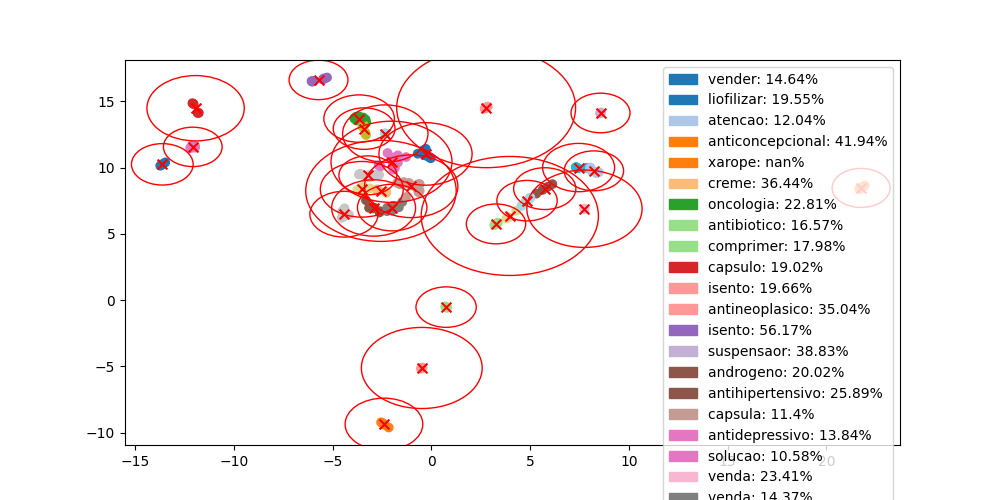 15
10
5
0
−5
−10
−15
−10
−5
0
5
10
15
20
vender: 14.64%
liofilizar: 19.55%
atencao: 12.04%
anticoncepcional: 41.94%
xarope: nan%
creme: 36.44%
oncologia: 22.81%
antibiotico: 16.57%
comprimer: 17.98%
capsulo: 19.02%
isento: 19.66%
antineoplasico: 35.04%
isento: 56.17%
suspensaor: 38.83%
androgeno: 20.02%
antihipertensivo: 25.89%
capsula: 11.4%
antidepressivo: 13.84%
solucao: 10.58%
venda: 23.41%
venda: 14.37%